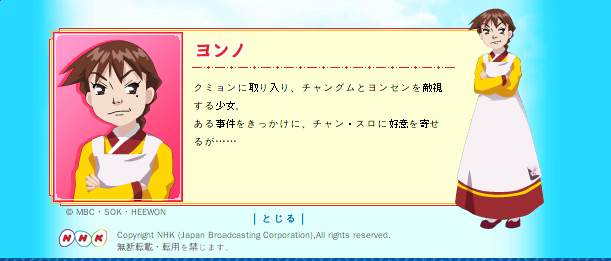 ヨンノ
クミョンに取り入り、チャングムとヨンセンを敵視
する少女。
ある事件をきっかけに、チャン・スロに好意を寄せ
るが……
© MBC・SOK・HEEWON
| とじる |
NHK
Copyright NHK (Japan Broadcasting Corporation),All rights reserved.
無断転載・転用を禁じます。